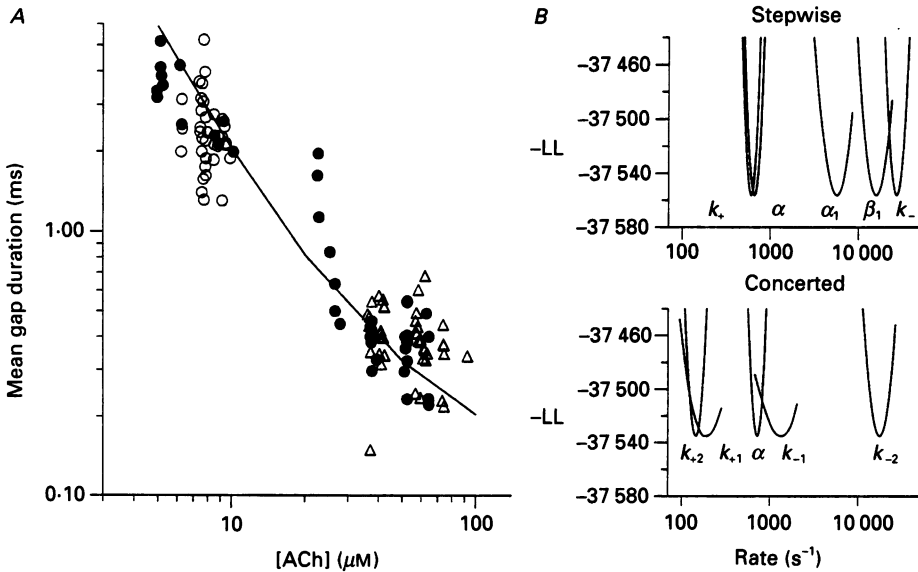 A
Mean gap duration (ms)
1.00
0.10
10
100
[ACh] (μM)
B
Stepwise
−37 460
−37 500
−37 540
−37 580
−LL
k₊ α α₁ β₁ k₋
100 1000 10 000
Concerted
−37 460
−37 500
−37 540
−37 580
−LL
k₊₂ k₊₁ α k₋₁ k₋₂
100 1000 10 000
Rate (s⁻¹)